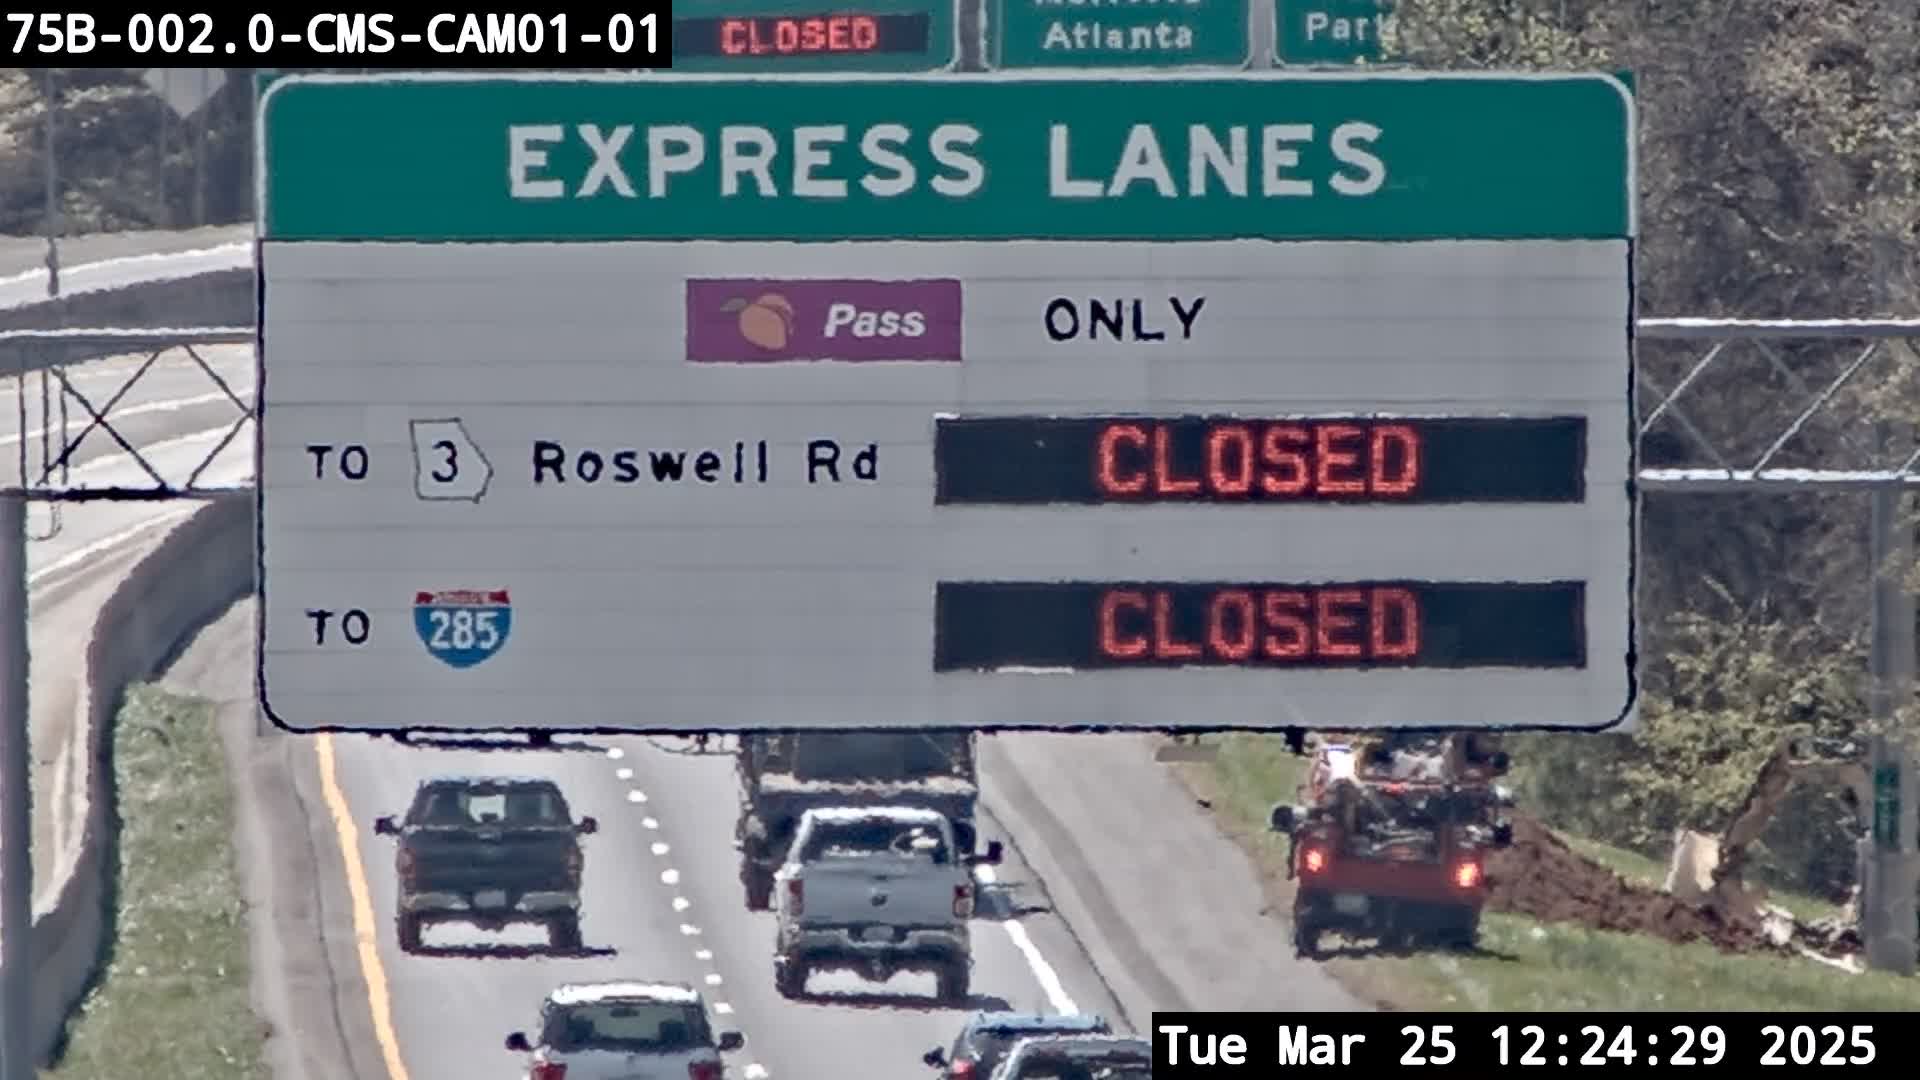 75B-002.0-CMS-CAM01-01
CLOSED
Atlanta
EXPRESS LANES
Pass ONLY
TO 3 Roswell Rd CLOSED
TO 285 CLOSED
Tue Mar 25 12:24:29 2025